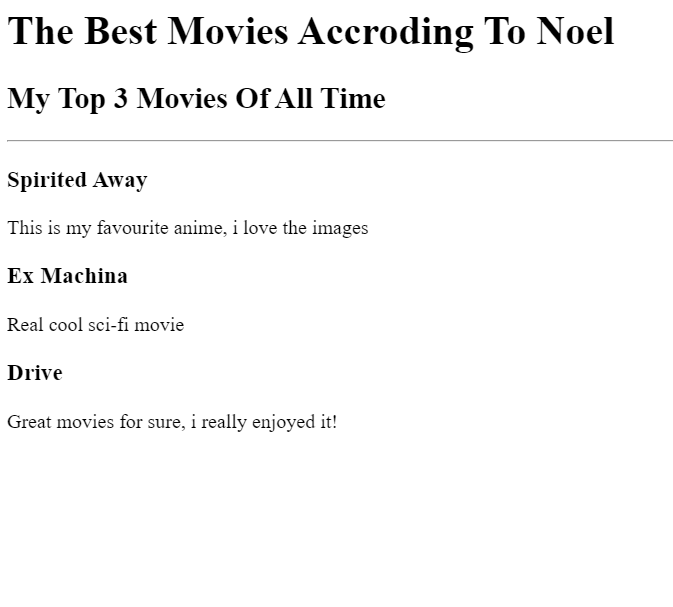 The Best Movies Accroding To Noel
My Top 3 Movies Of All Time
Spirited Away
This is my favourite anime, i love the images
Ex Machina
Real cool sci-fi movie
Drive
Great movies for sure, i really enjoyed it!